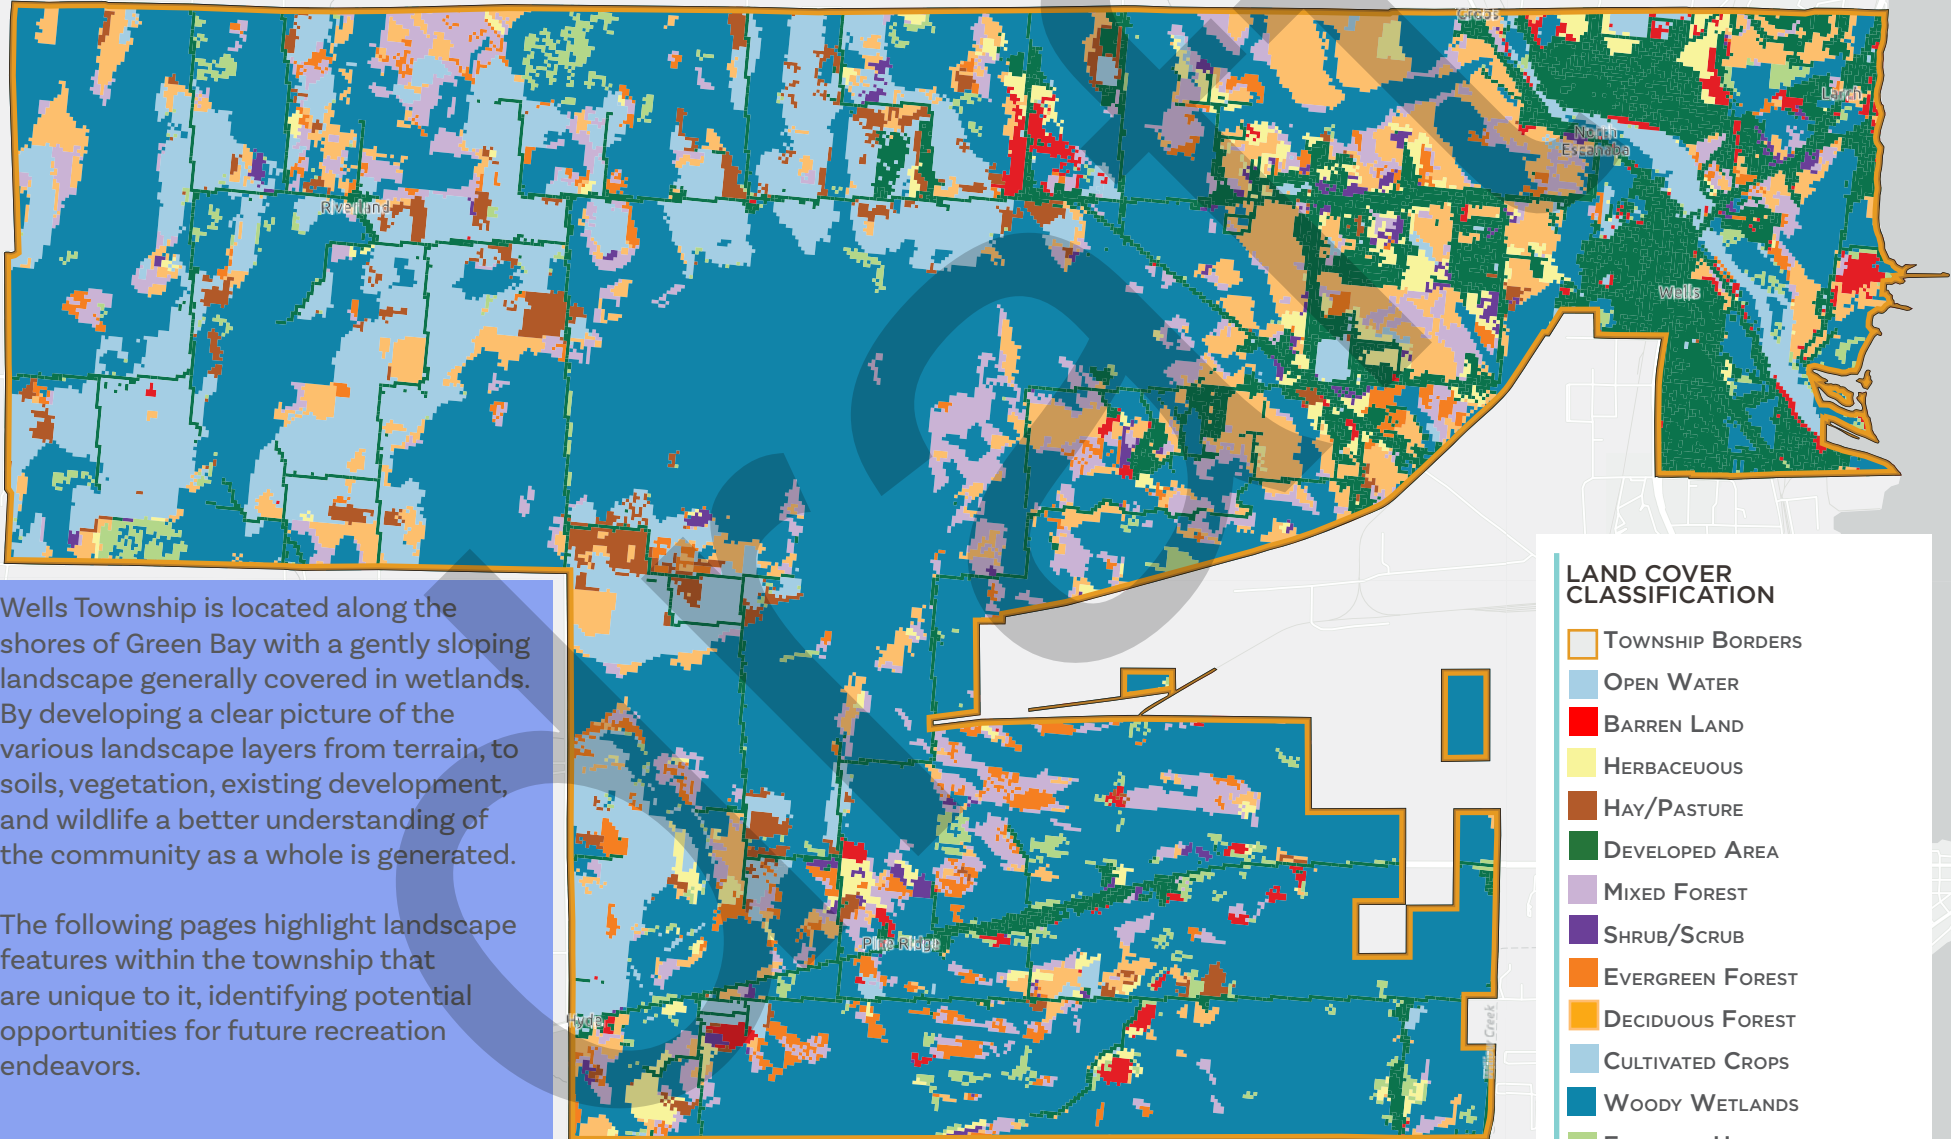 Groos
Larch
North
Escanaba
Riverland
Wells
Pine Ridge
Hyde
Creek
Wells Township is located along the
shores of Green Bay with a gently sloping
landscape generally covered in wetlands.
By developing a clear picture of the
various landscape layers from terrain, to
soils, vegetation, existing development,
and wildlife a better understanding of
the community as a whole is generated.
The following pages highlight landscape
features within the township that
are unique to it, identifying potential
opportunities for future recreation
endeavors.
LAND COVER
CLASSIFICATION
Township Borders
Open Water
Barren Land
Herbaceuous
Hay/Pasture
Developed Area
Mixed Forest
Shrub/Scrub
Evergreen Forest
Deciduous Forest
Cultivated Crops
Woody Wetlands